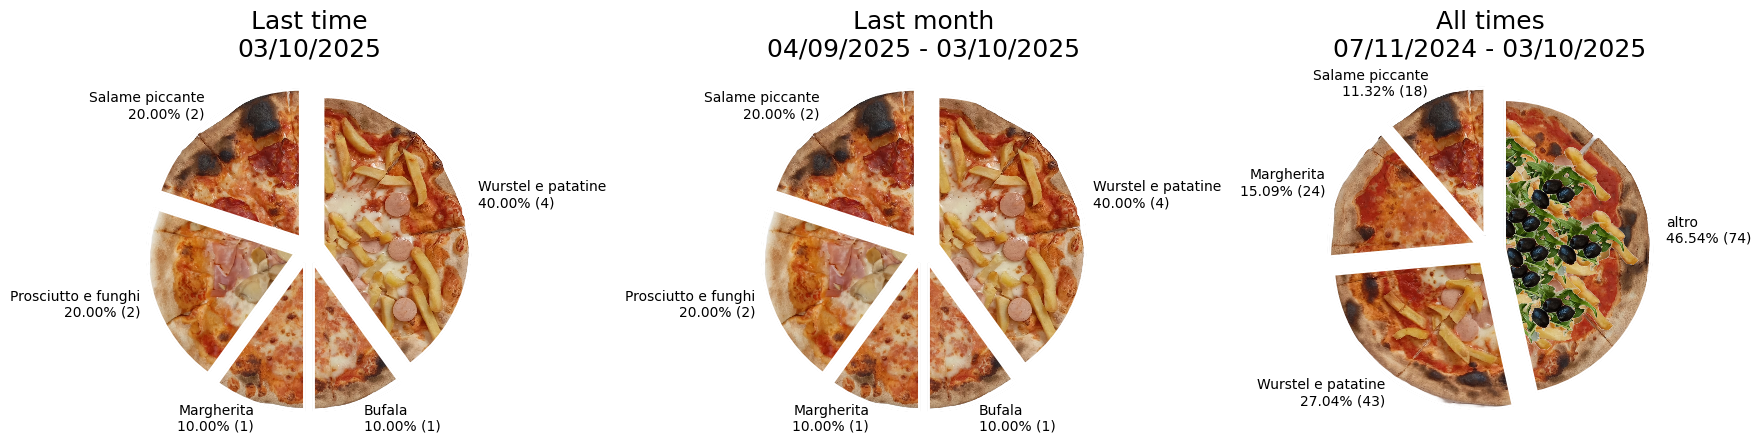 Last time
03/10/2025
Salame piccante
20.00% (2)
Wurstel e patatine
40.00% (4)
Prosciutto e funghi
20.00% (2)
Margherita
10.00% (1)
Bufala
10.00% (1)
Last month
04/09/2025 - 03/10/2025
Salame piccante
20.00% (2)
Wurstel e patatine
40.00% (4)
Prosciutto e funghi
20.00% (2)
Margherita
10.00% (1)
Bufala
10.00% (1)
All times
07/11/2024 - 03/10/2025
Salame piccante
11.32% (18)
Margherita
15.09% (24)
altro
46.54% (74)
Wurstel e patatine
27.04% (43)